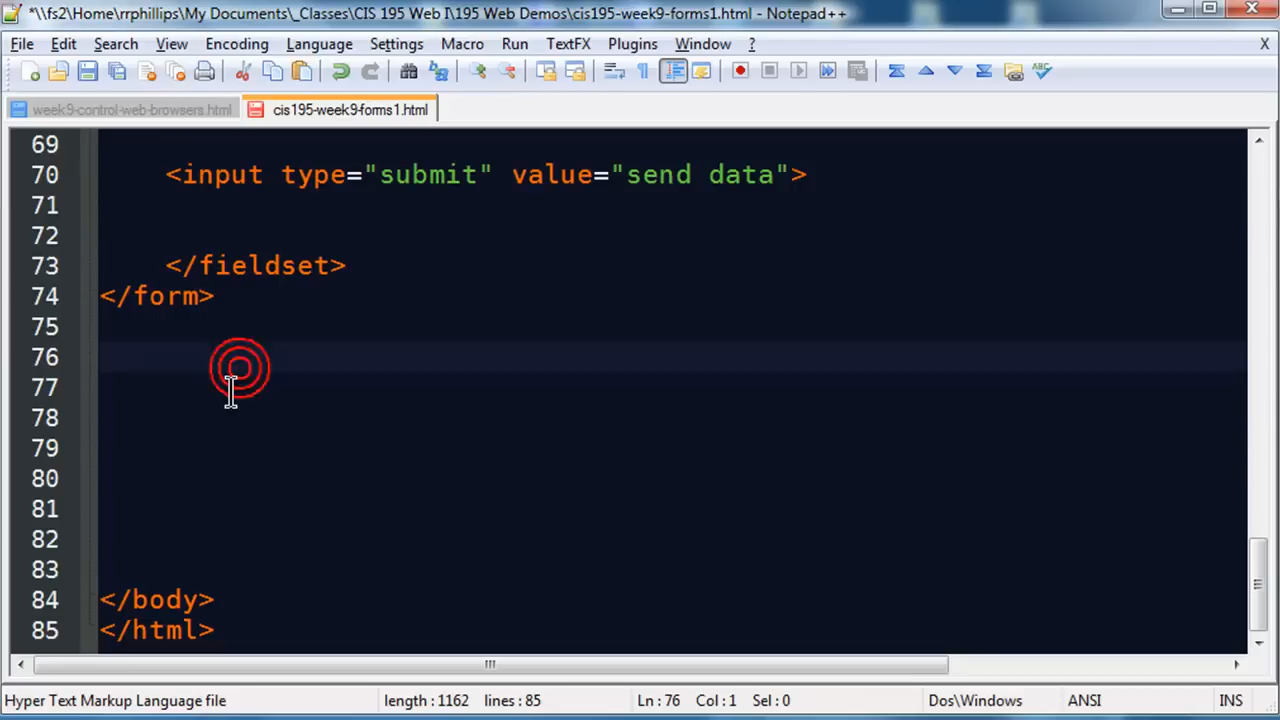 *\\fs2\Home\rrphillips\My Documents\_Classes\CIS 195 Web I\195 Web Demos\cis195-week9-forms1.html - Notepad++
File Edit Search View Encoding Language Settings Macro Run TextFX Plugins Window ? X
week9-control-web-browsers.html cis195-week9-forms1.html
69
70 <input type="submit" value="send data">
71
72
73 </fieldset>
74 </form>
75
76
77
78
79
80
81
82
83
84 </body>
85 </html>
Hyper Text Markup Language file length : 1162 lines : 85 Ln : 76 Col : 1 Sel : 0 Dos\Windows ANSI INS